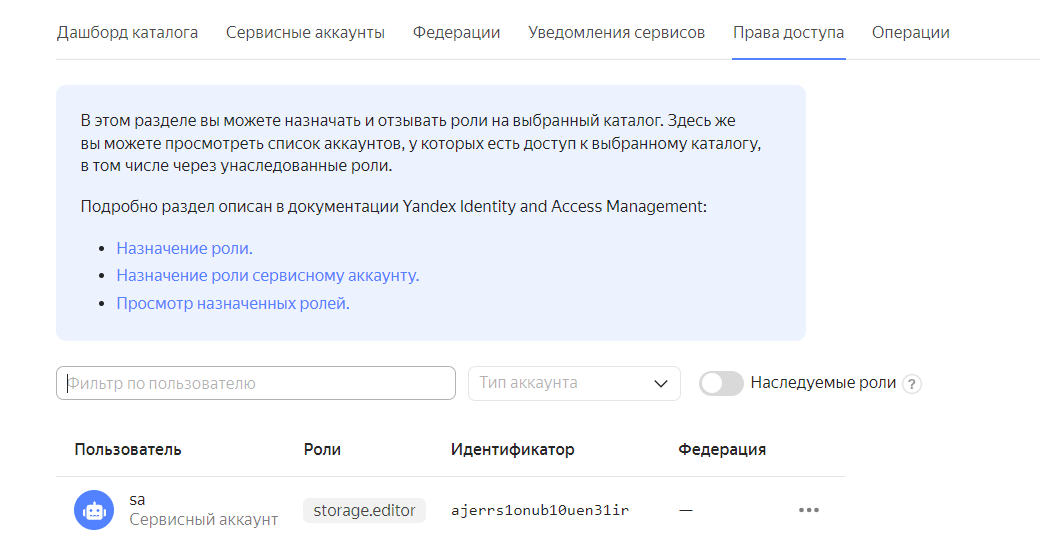 Дашборд каталога Сервисные аккаунты Федерации Уведомления сервисов Права доступа Операции
В этом разделе вы можете назначать и отзывать роли на выбранный каталог. Здесь же
вы можете просмотреть список аккаунтов, у которых есть доступ к выбранному каталогу,
в том числе через унаследованные роли.
Подробно раздел описан в документации Yandex Identity and Access Management:
• Назначение роли.
• Назначение роли сервисному аккаунту.
• Просмотр назначенных ролей.
Фильтр по пользователю Тип аккаунта Наследуемые роли ?
Пользователь Роли Идентификатор Федерация
sa
Сервисный аккаунт storage.editor ajerrs1onub10uen31ir —